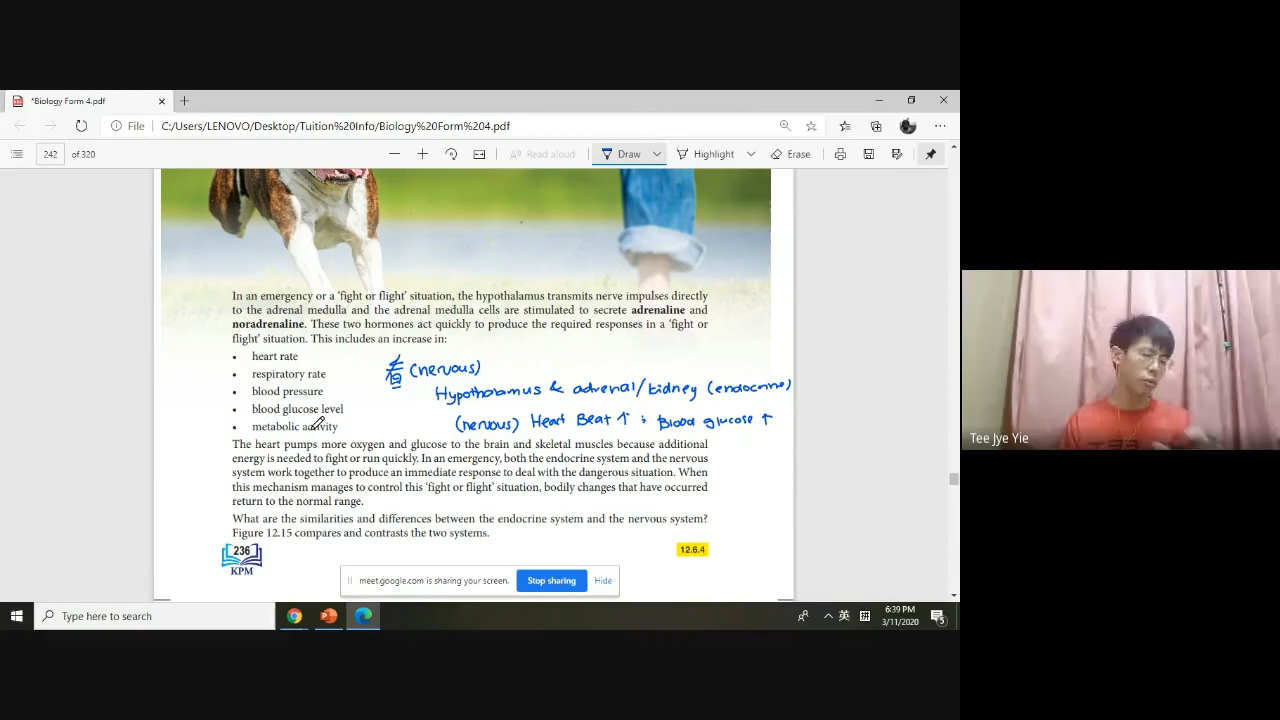 *Biology Form 4.pdf
File C:/Users/LENOVO/Desktop/Tuition%20Info/Biology%20Form%204.pdf
242 of 320 Read aloud Draw Highlight Erase
In an emergency or a 'fight or flight' situation, the hypothalamus transmits nerve impulses directly
to the adrenal medulla and the adrenal medulla cells are stimulated to secrete adrenaline and
noradrenaline. These two hormones act quickly to produce the required responses in a 'fight or
flight' situation. This includes an increase in:
• heart rate
• respiratory rate
• blood pressure
• blood glucose level
• metabolic activity
看 (nervous)
Hypothalamus & adrenal/kidney (endocrine)
(nervous) Heart Beat ↑ ; Blood glucose ↑
The heart pumps more oxygen and glucose to the brain and skeletal muscles because additional
energy is needed to fight or run quickly. In an emergency, both the endocrine system and the nervous
system work together to produce an immediate response to deal with the dangerous situation. When
this mechanism manages to control this 'fight or flight' situation, bodily changes that have occurred
return to the normal range.
What are the similarities and differences between the endocrine system and the nervous system?
Figure 12.15 compares and contrasts the two systems.
236
KPM
12.6.4
meet.google.com is sharing your screen. Stop sharing Hide
Type here to search
英
6:39 PM
3/11/2020
5
Tee Jye Yie